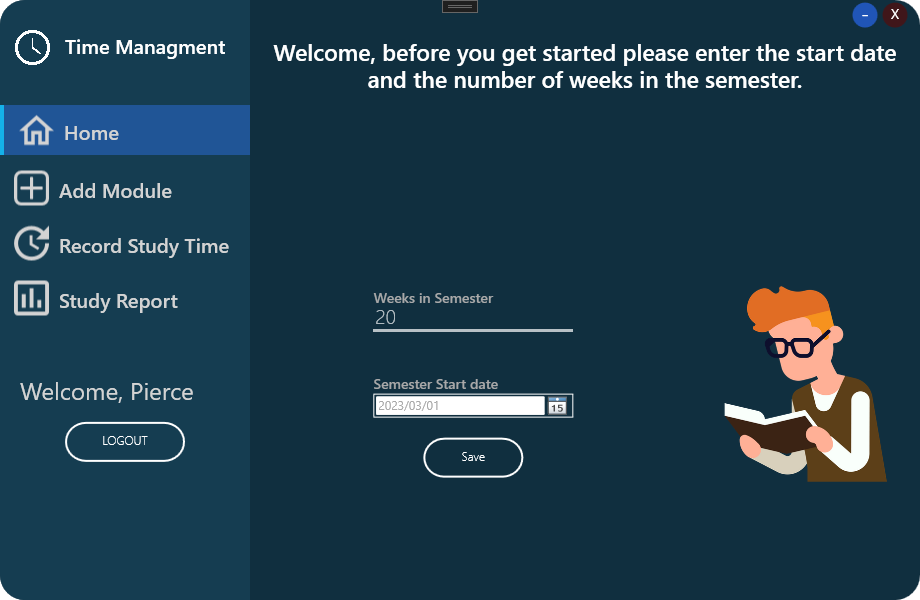 Time Managment
Home
Add Module
Record Study Time
Study Report
Welcome, Pierce
LOGOUT
-
X
Welcome, before you get started please enter the start date
and the number of weeks in the semester.
Weeks in Semester
20
Semester Start date
2023/03/01
15
Save